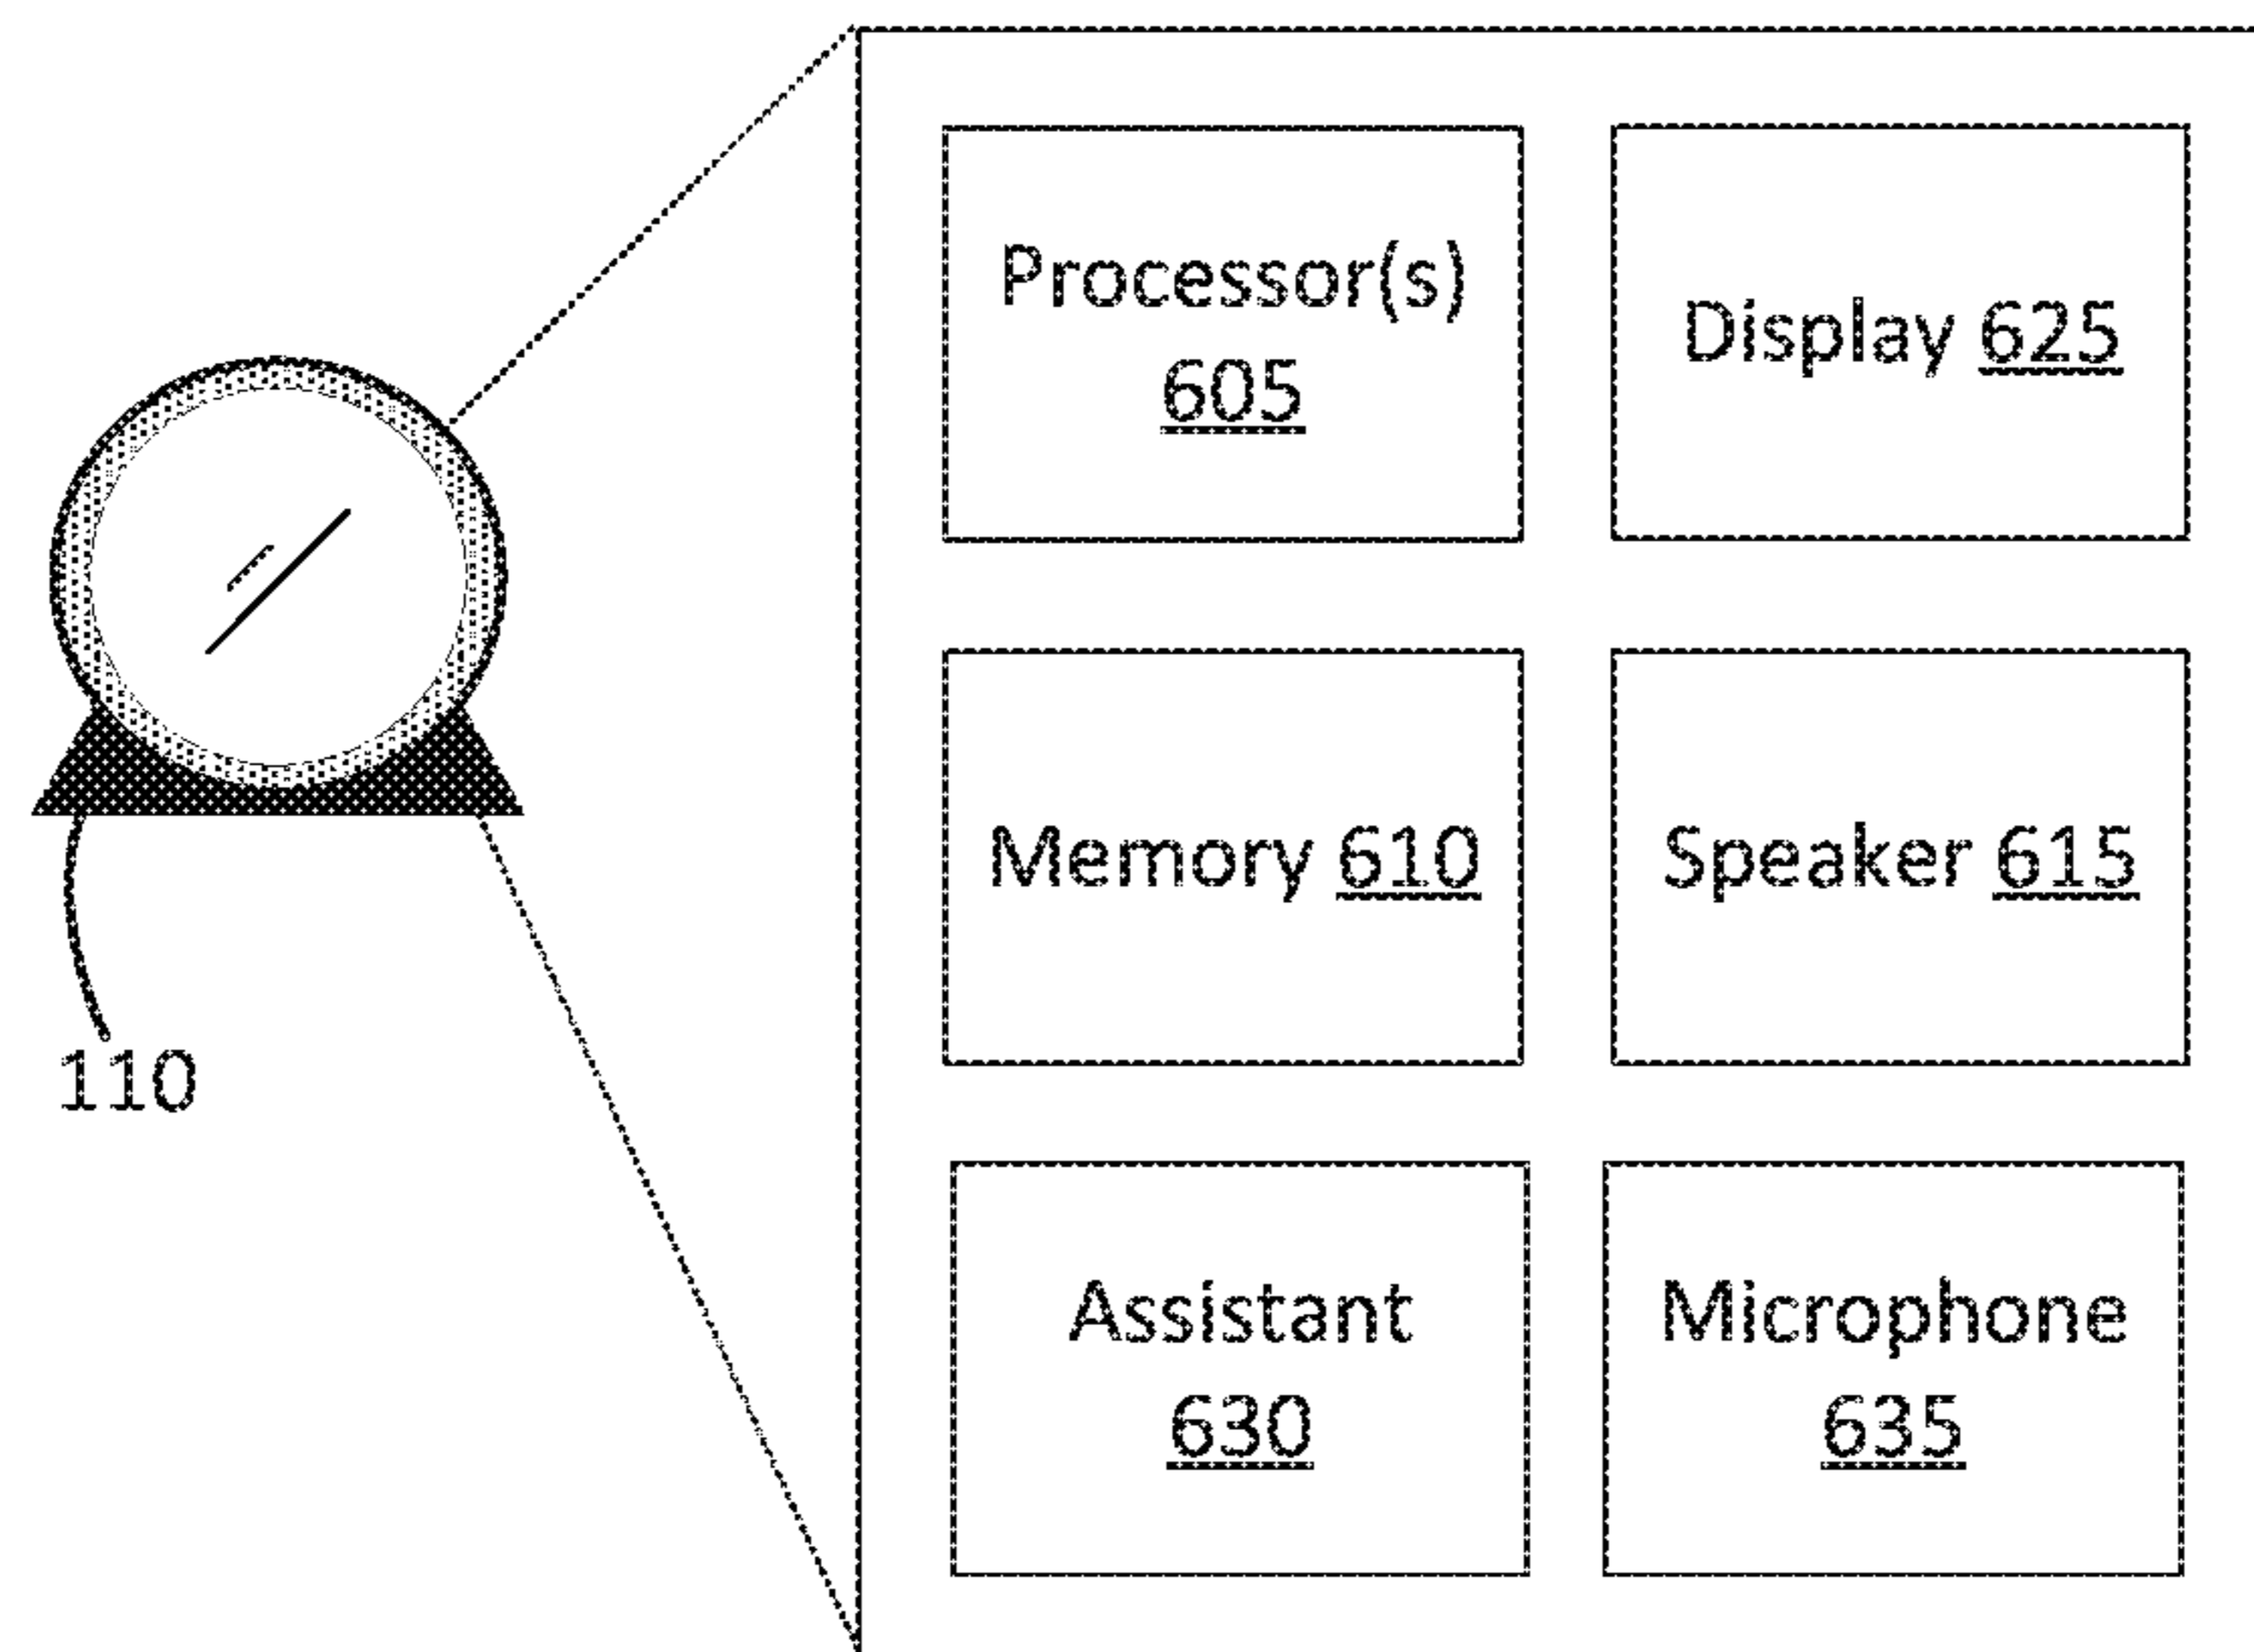 Processor(s)
605
Display 625
Memory 610
Speaker 615
110
Assistant
630
Microphone
635